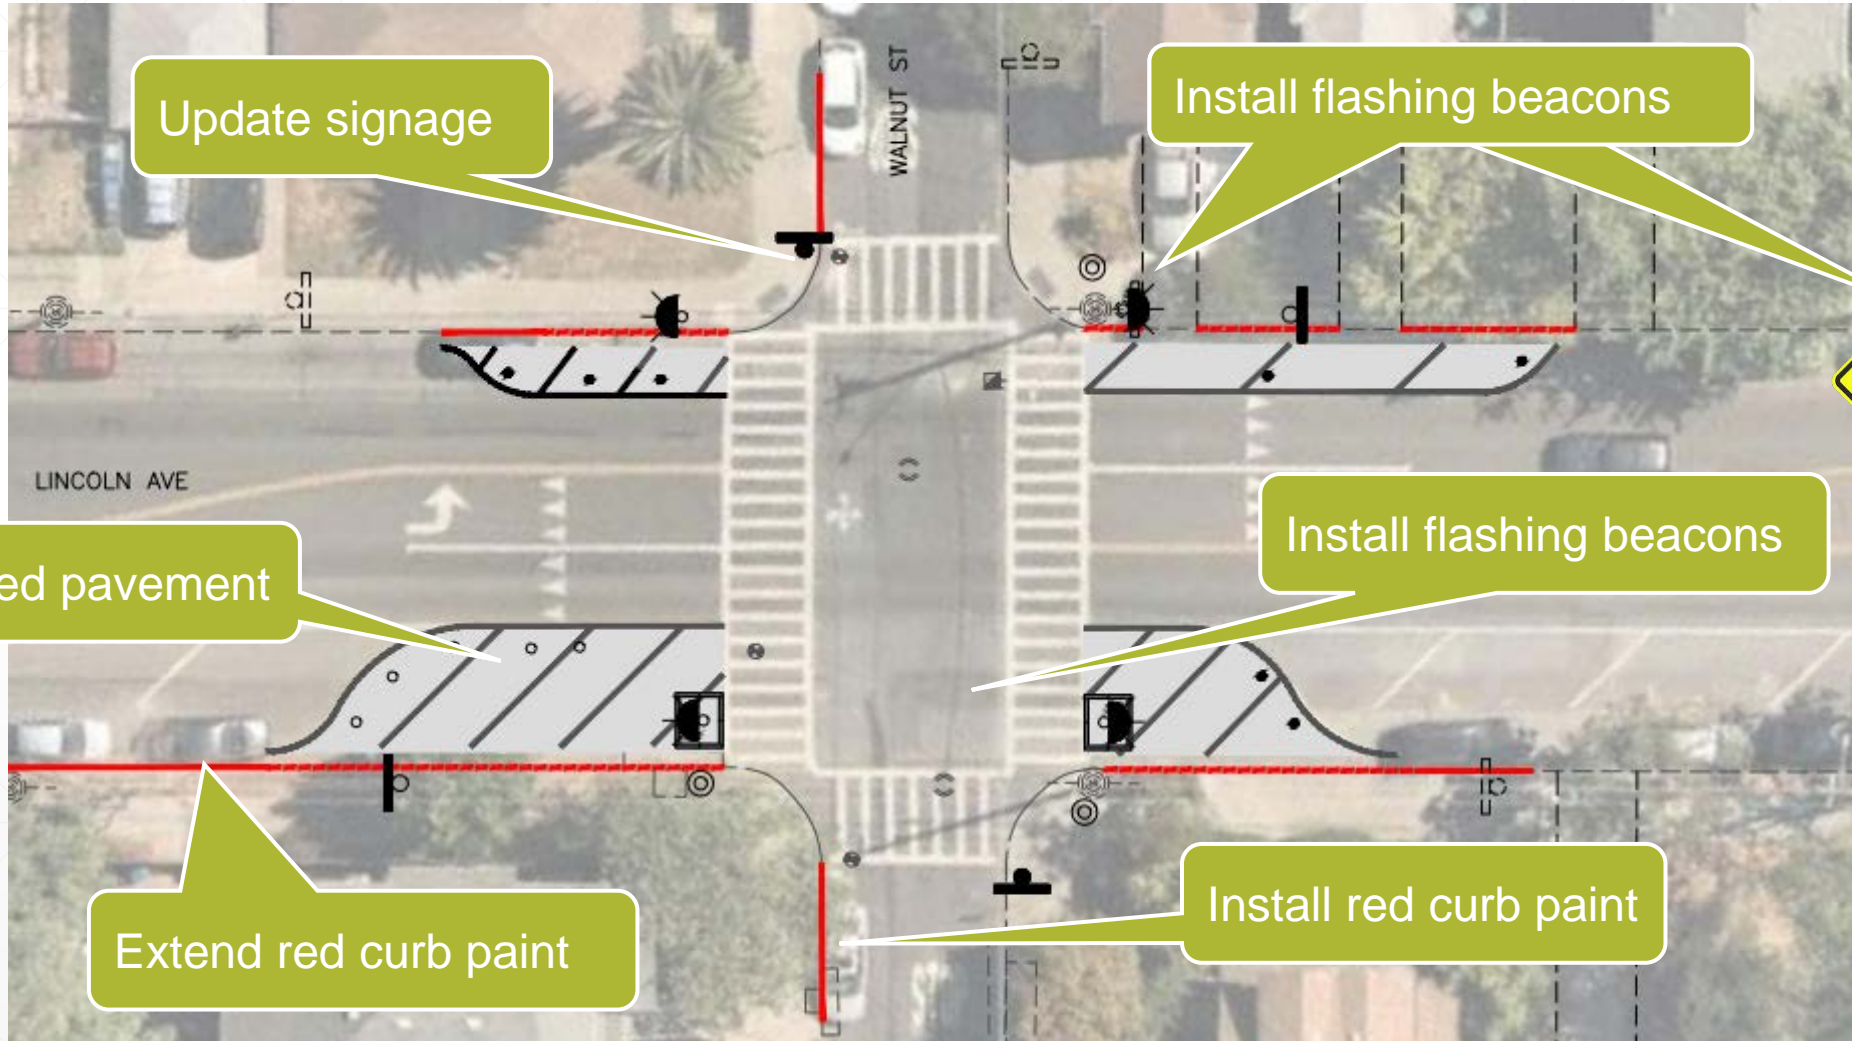 Update signage
WALNUT ST
Install flashing beacons
LINCOLN AVE
pavement
Install flashing beacons
Extend red curb paint
Install red curb paint